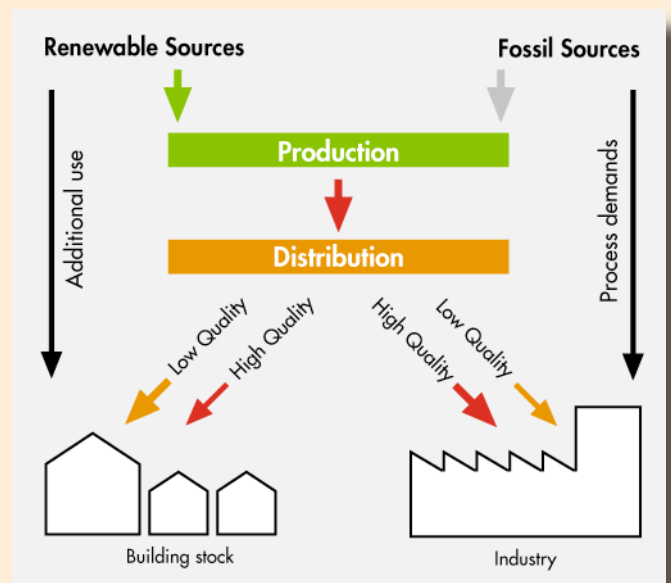 Renewable Sources
Fossil Sources
Production
Additional use
Process demands
Distribution
Low Quality
High Quality
High Quality
Low Quality
Building stock
Industry